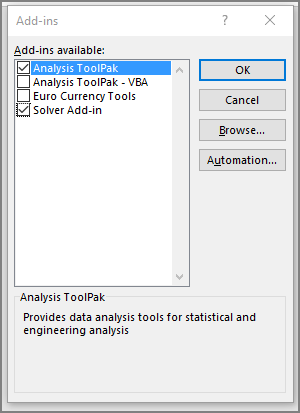 Add-ins
?
Add-ins available:
Analysis ToolPak
Analysis ToolPak - VBA
Euro Currency Tools
Solver Add-in
OK
Cancel
Browse...
Automation...
Analysis ToolPak
Provides data analysis tools for statistical and
engineering analysis